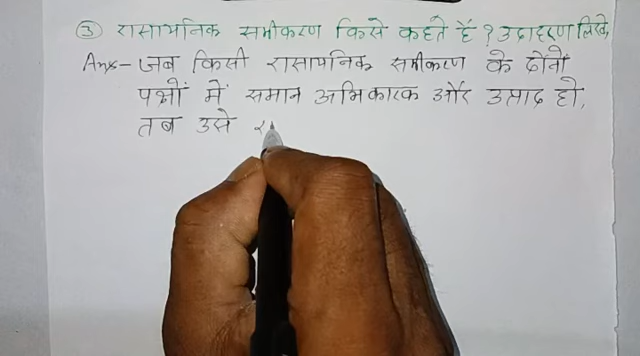 ③ रासायनिक समीकरण किसे कहते हैं ? उदाहरण लिखें,
Ans- जब किसी रासायनिक समीकरण के दोनों
पक्षों में समान अभिकारक और उत्पाद हो,
तब उसे